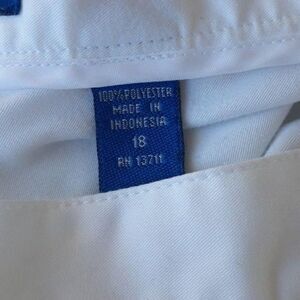 100% POLYESTER
MADE IN
INDONESIA
18
RN 13711